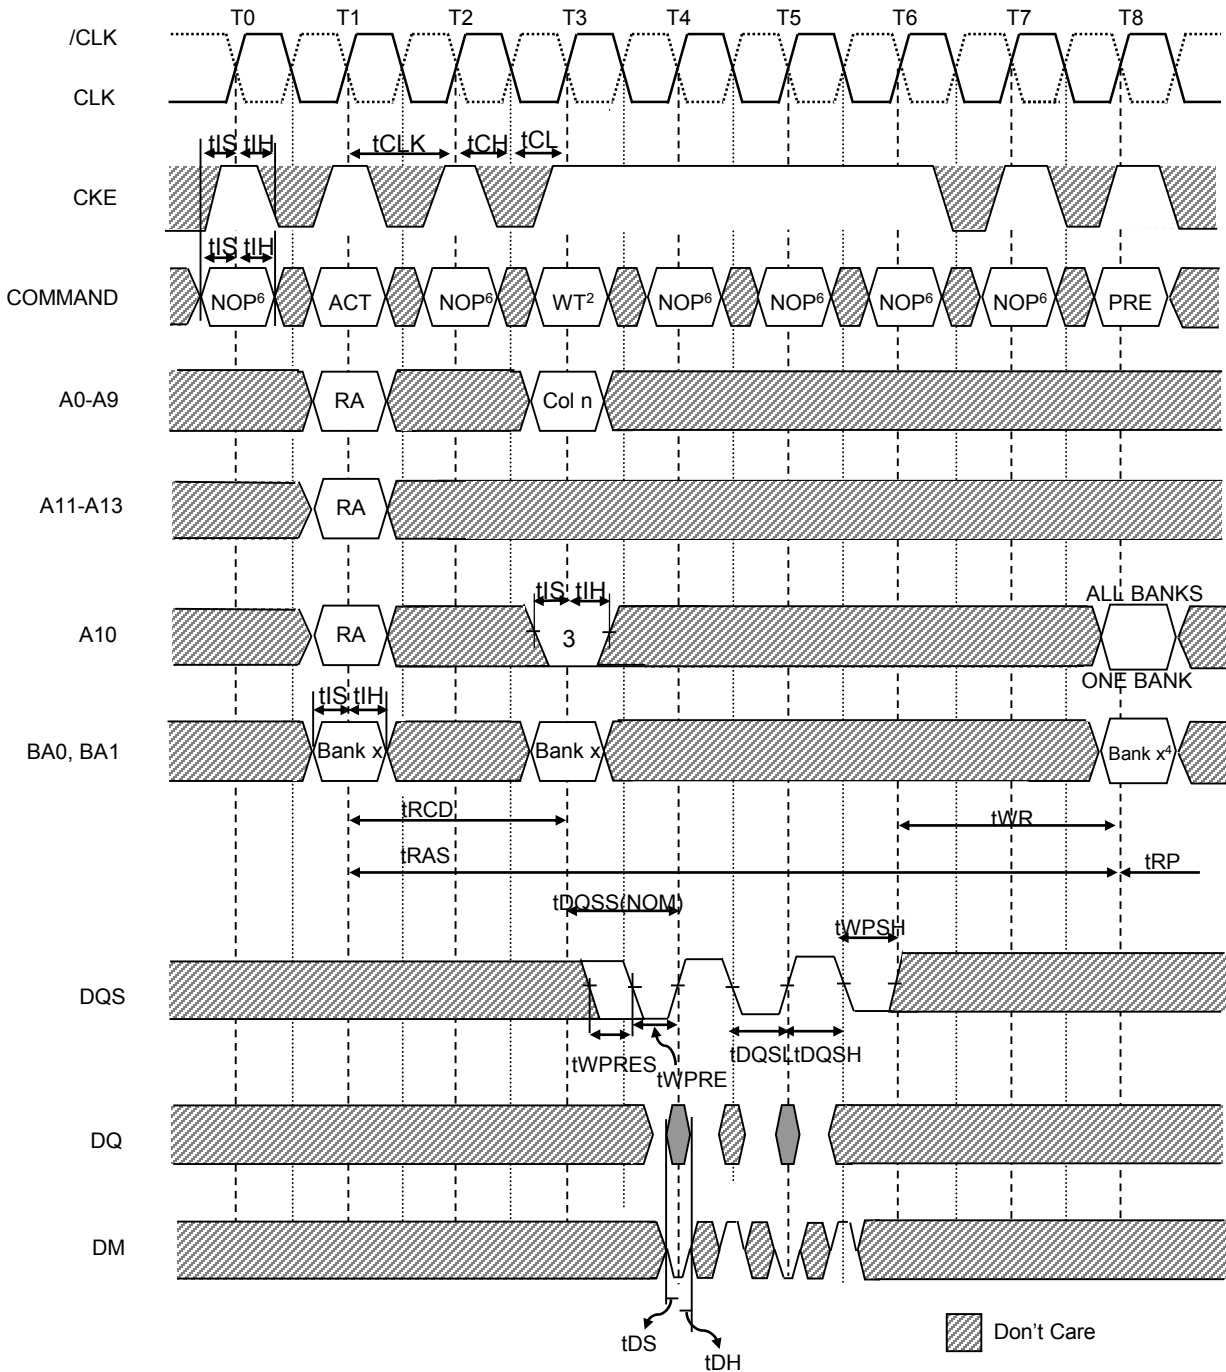 T0 T1 T2 T3 T4 T5 T6 T7 T8
/CLK
CLK
tIS tIH tCLK tCH tCL
CKE
tIS tIH
COMMAND NOP⁶ ACT NOP⁶ WT² NOP⁶ NOP⁶ NOP⁶ NOP⁶ PRE
A0-A9 RA Col n
A11-A13 RA
tIS tIH ALL BANKS
A10 RA 3
ONE BANK
tIS tIH
BA0, BA1 Bank x Bank x Bank x⁴
tRCD tWR
tRAS tRP
tDQSS(NOM)
tWPSH
DQS
tWPRES tWPRE tDQSL tDQSH
DQ
DM
tDS tDH
Don't Care